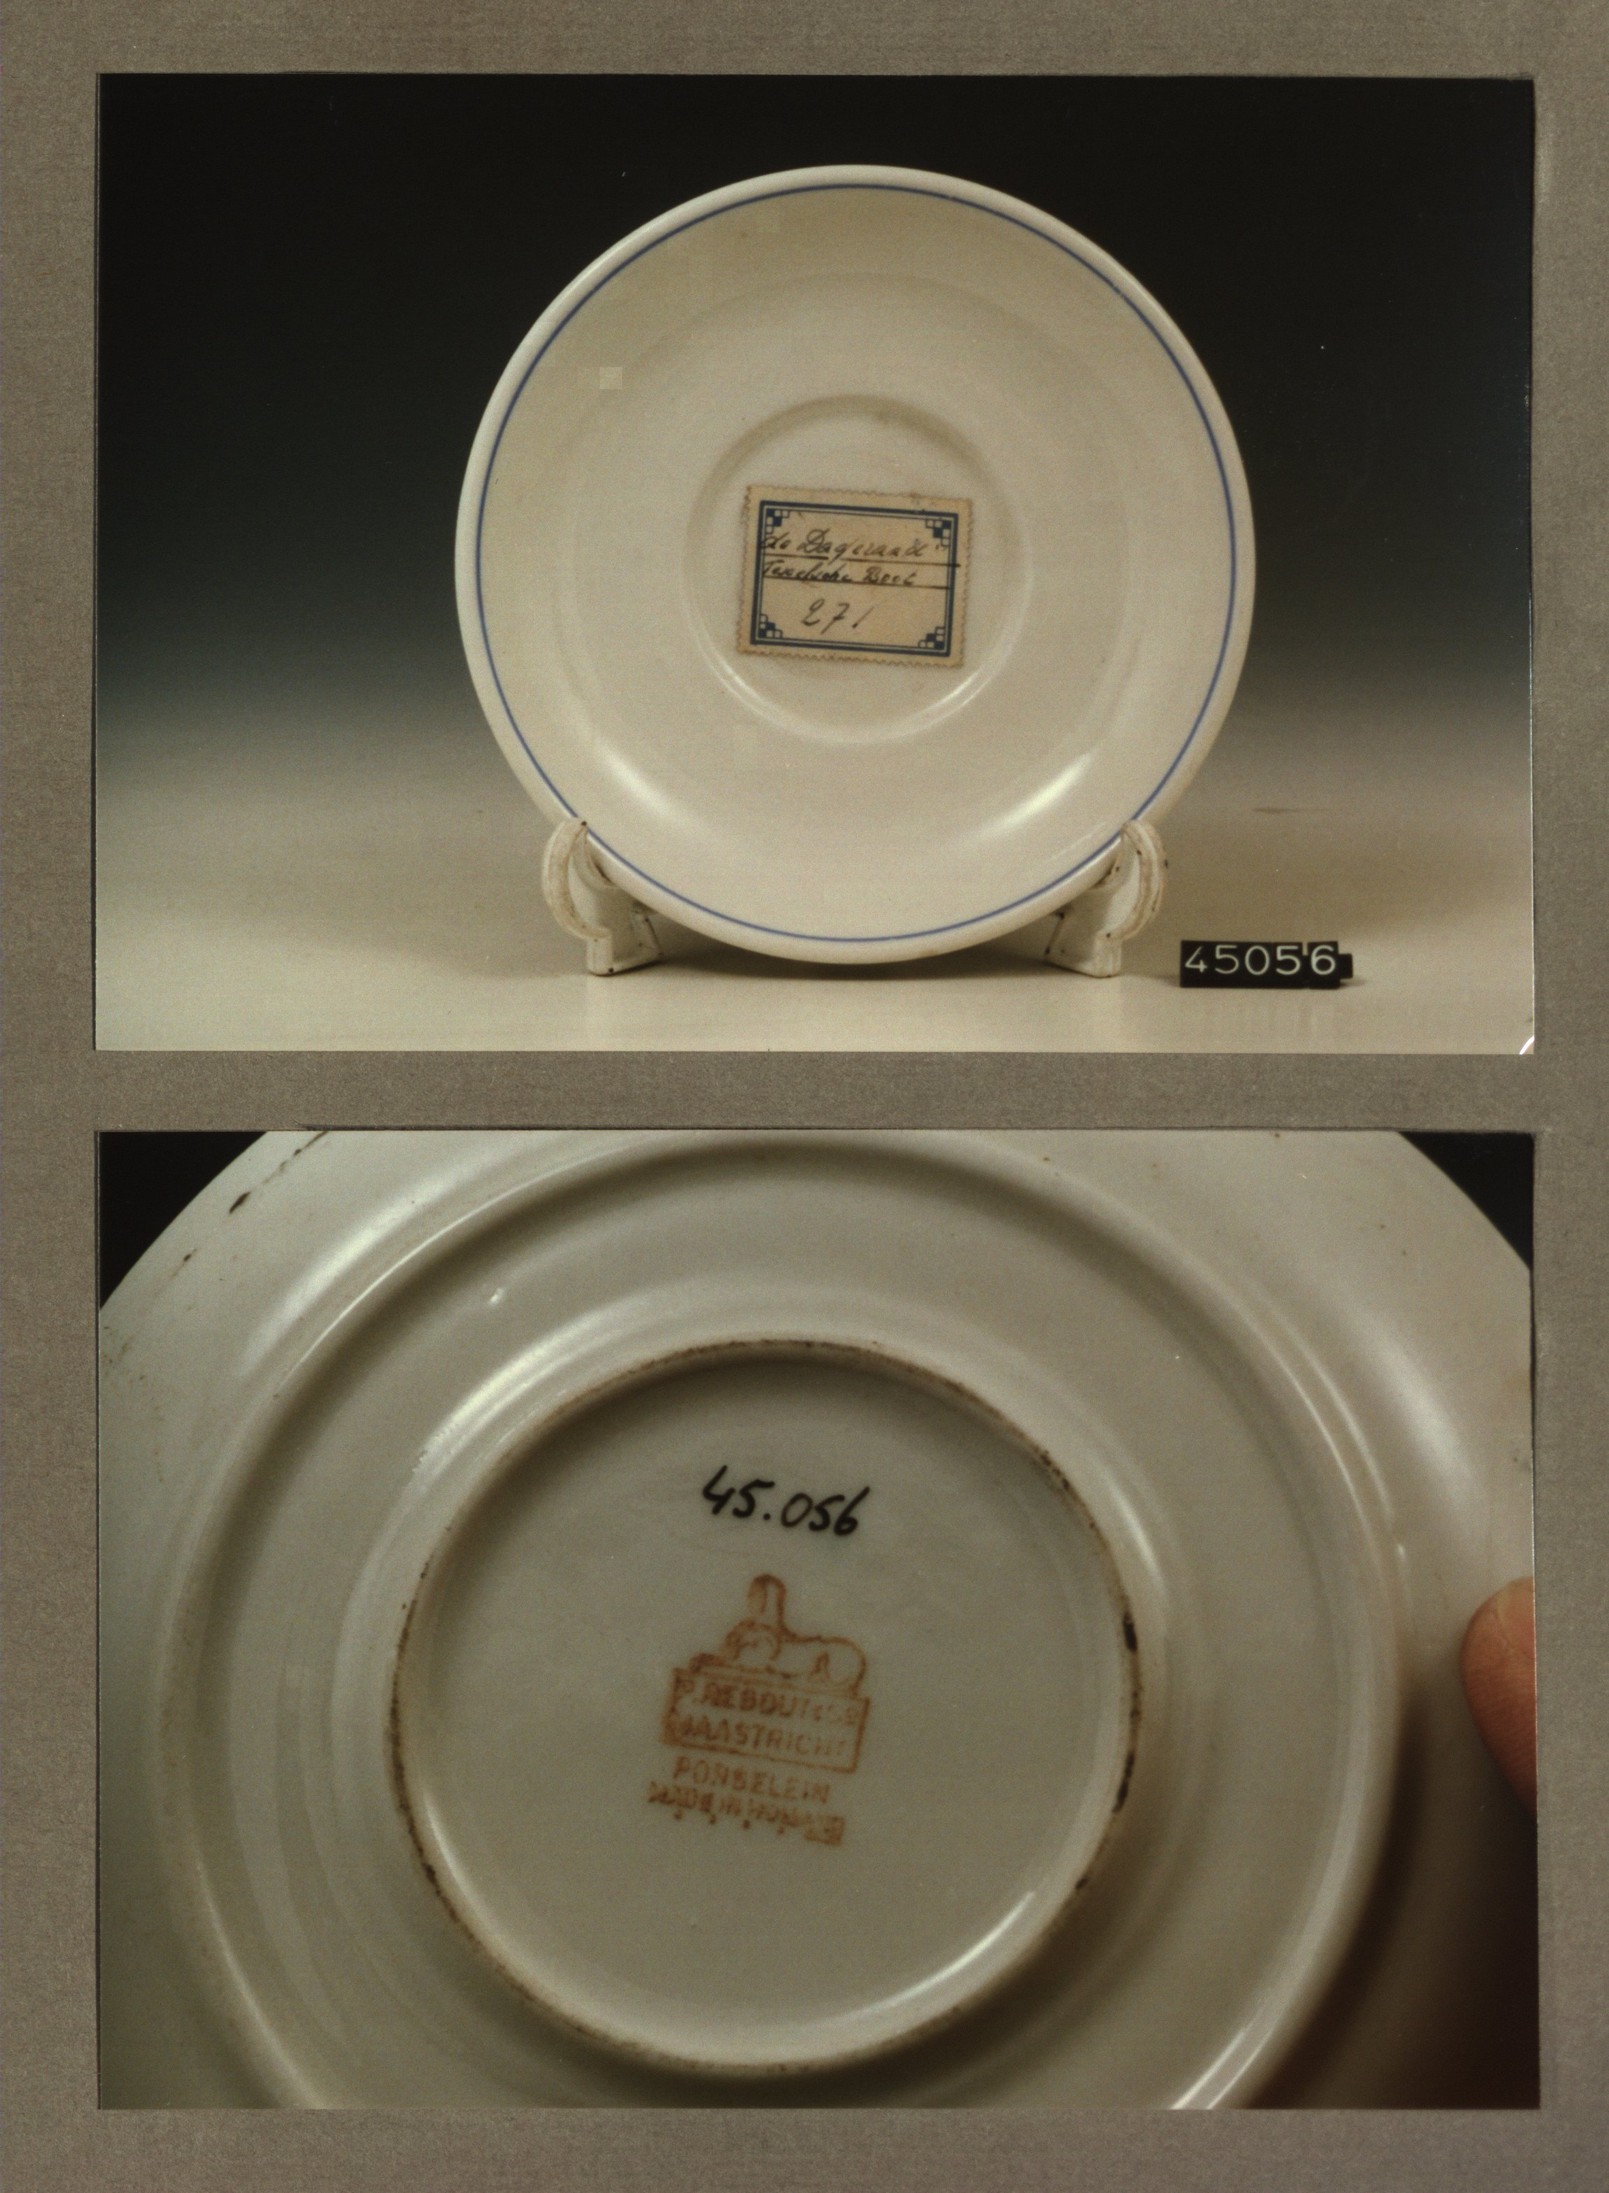 de Dageraad"
Texelsche Boot
271
45056
45.056
P. REGOUT & Co
MAASTRICHT
PORSELEIN
MADE IN HOLLAND